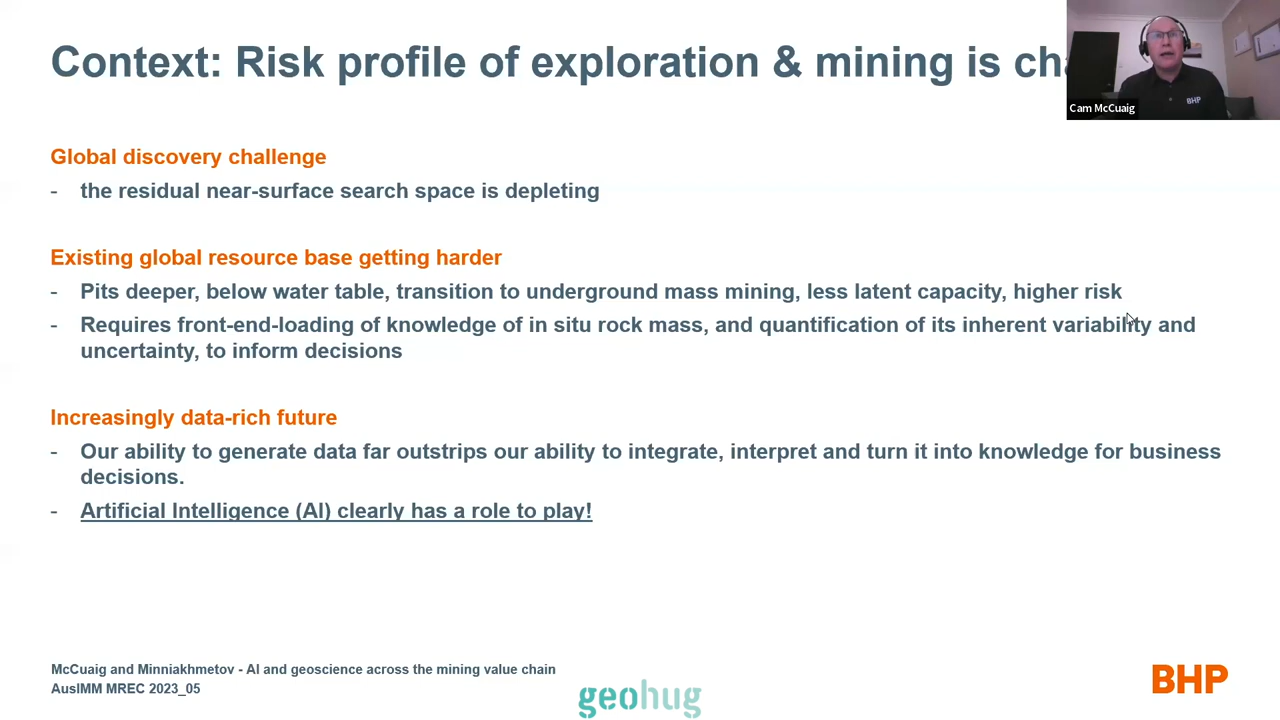 Context: Risk profile of exploration & mining is
Cam McCuaig
BHP
Global discovery challenge
- the residual near-surface search space is depleting
Existing global resource base getting harder
- Pits deeper, below water table, transition to underground mass mining, less latent capacity, higher risk
- Requires front-end-loading of knowledge of in situ rock mass, and quantification of its inherent variability and
uncertainty, to inform decisions
Increasingly data-rich future
- Our ability to generate data far outstrips our ability to integrate, interpret and turn it into knowledge for business
decisions.
- Artificial Intelligence (AI) clearly has a role to play!
McCuaig and Minniakhmetov - AI and geoscience across the mining value chain
AusIMM MREC 2023_05
geohug
BHP